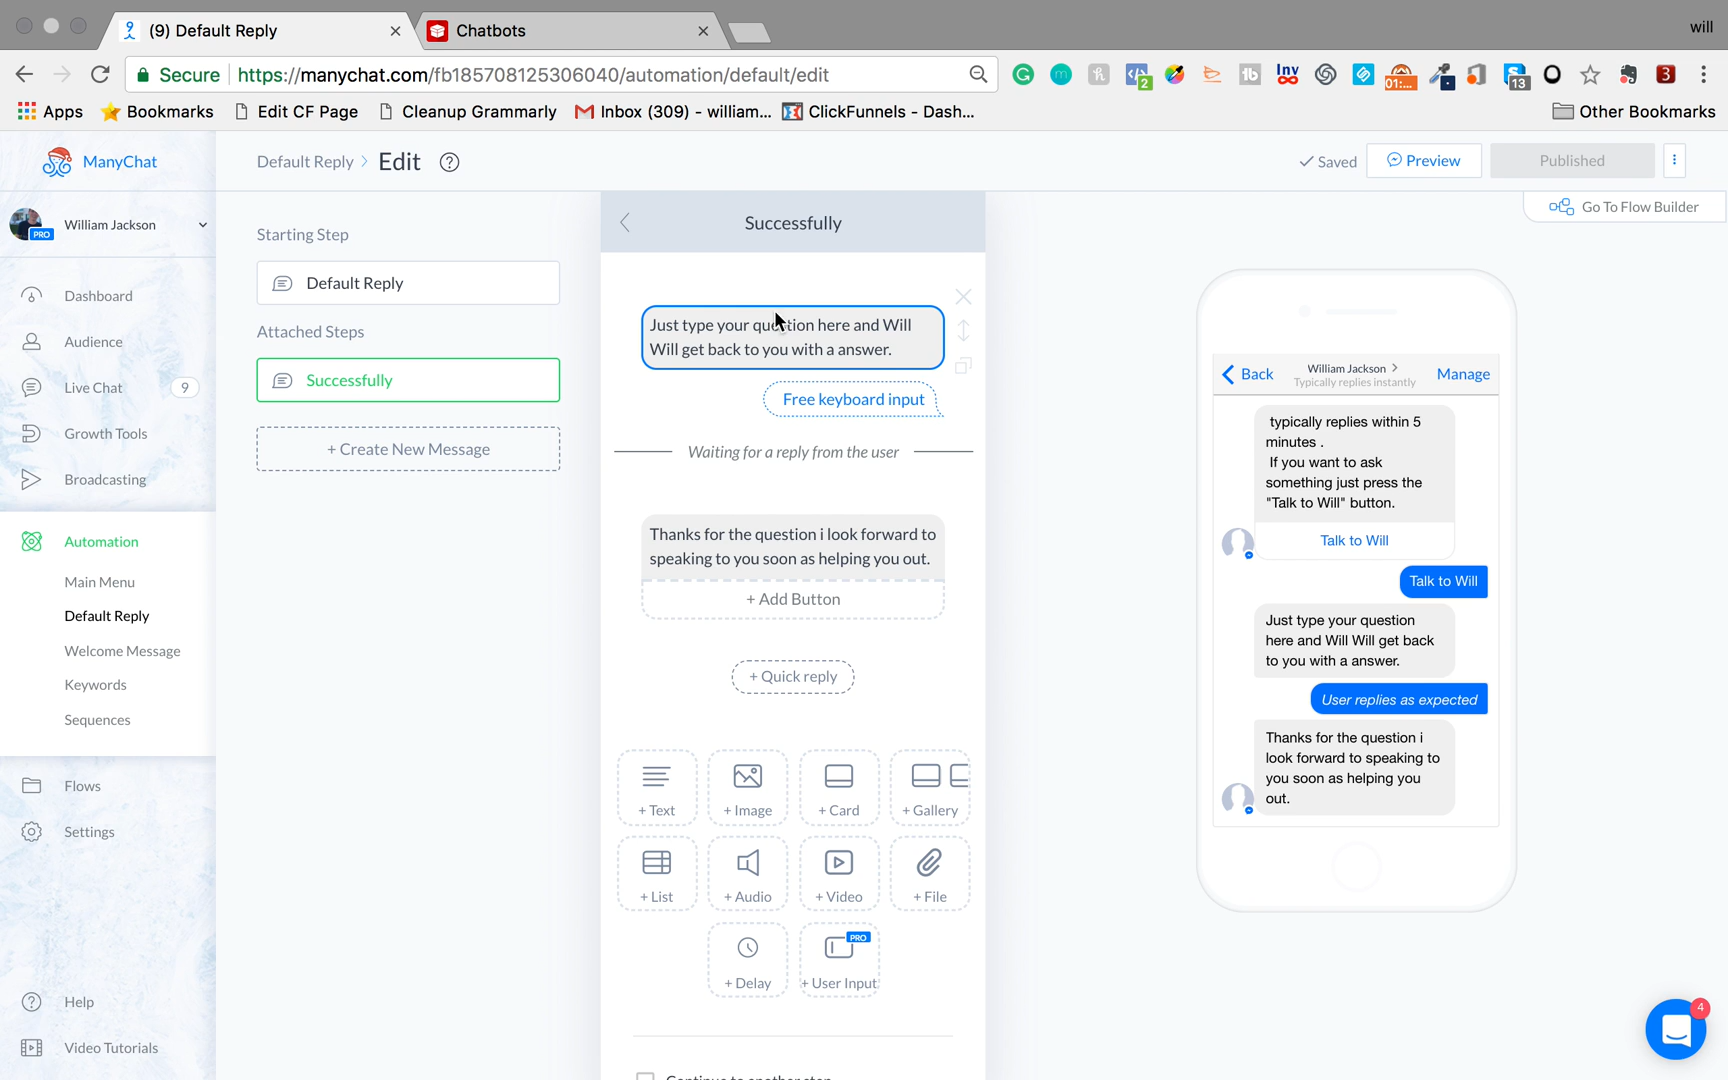 (9) Default Reply
Chatbots
will
Secure
https://manychat.com/fb185708125306040/automation/default/edit
2
Inv
01:...
13
3
Apps
Bookmarks
Edit CF Page
Cleanup Grammarly
Inbox (309) - william...
ClickFunnels - Dash...
Other Bookmarks
ManyChat
Default Reply
Edit
Saved
Preview
Published
Go To Flow Builder
PRO
William Jackson
Dashboard
Audience
Live Chat
9
Growth Tools
Broadcasting
Automation
Main Menu
Default Reply
Welcome Message
Keywords
Sequences
Flows
Settings
Help
Video Tutorials
Starting Step
Default Reply
Attached Steps
Successfully
+ Create New Message
Successfully
Just type your question here and Will
Will get back to you with a answer.
Free keyboard input
Waiting for a reply from the user
Thanks for the question i look forward to
speaking to you soon as helping you out.
+ Add Button
+ Quick reply
+ Text
+ Image
+ Card
+ Gallery
+ List
+ Audio
+ Video
+ File
+ Delay
PRO
+ User Input
Back
William Jackson
Typically replies instantly
Manage
typically replies within 5
minutes .
If you want to ask
something just press the
"Talk to Will" button.
Talk to Will
Talk to Will
Just type your question
here and Will Will get back
to you with a answer.
User replies as expected
Thanks for the question i
look forward to speaking to
you soon as helping you
out.
4